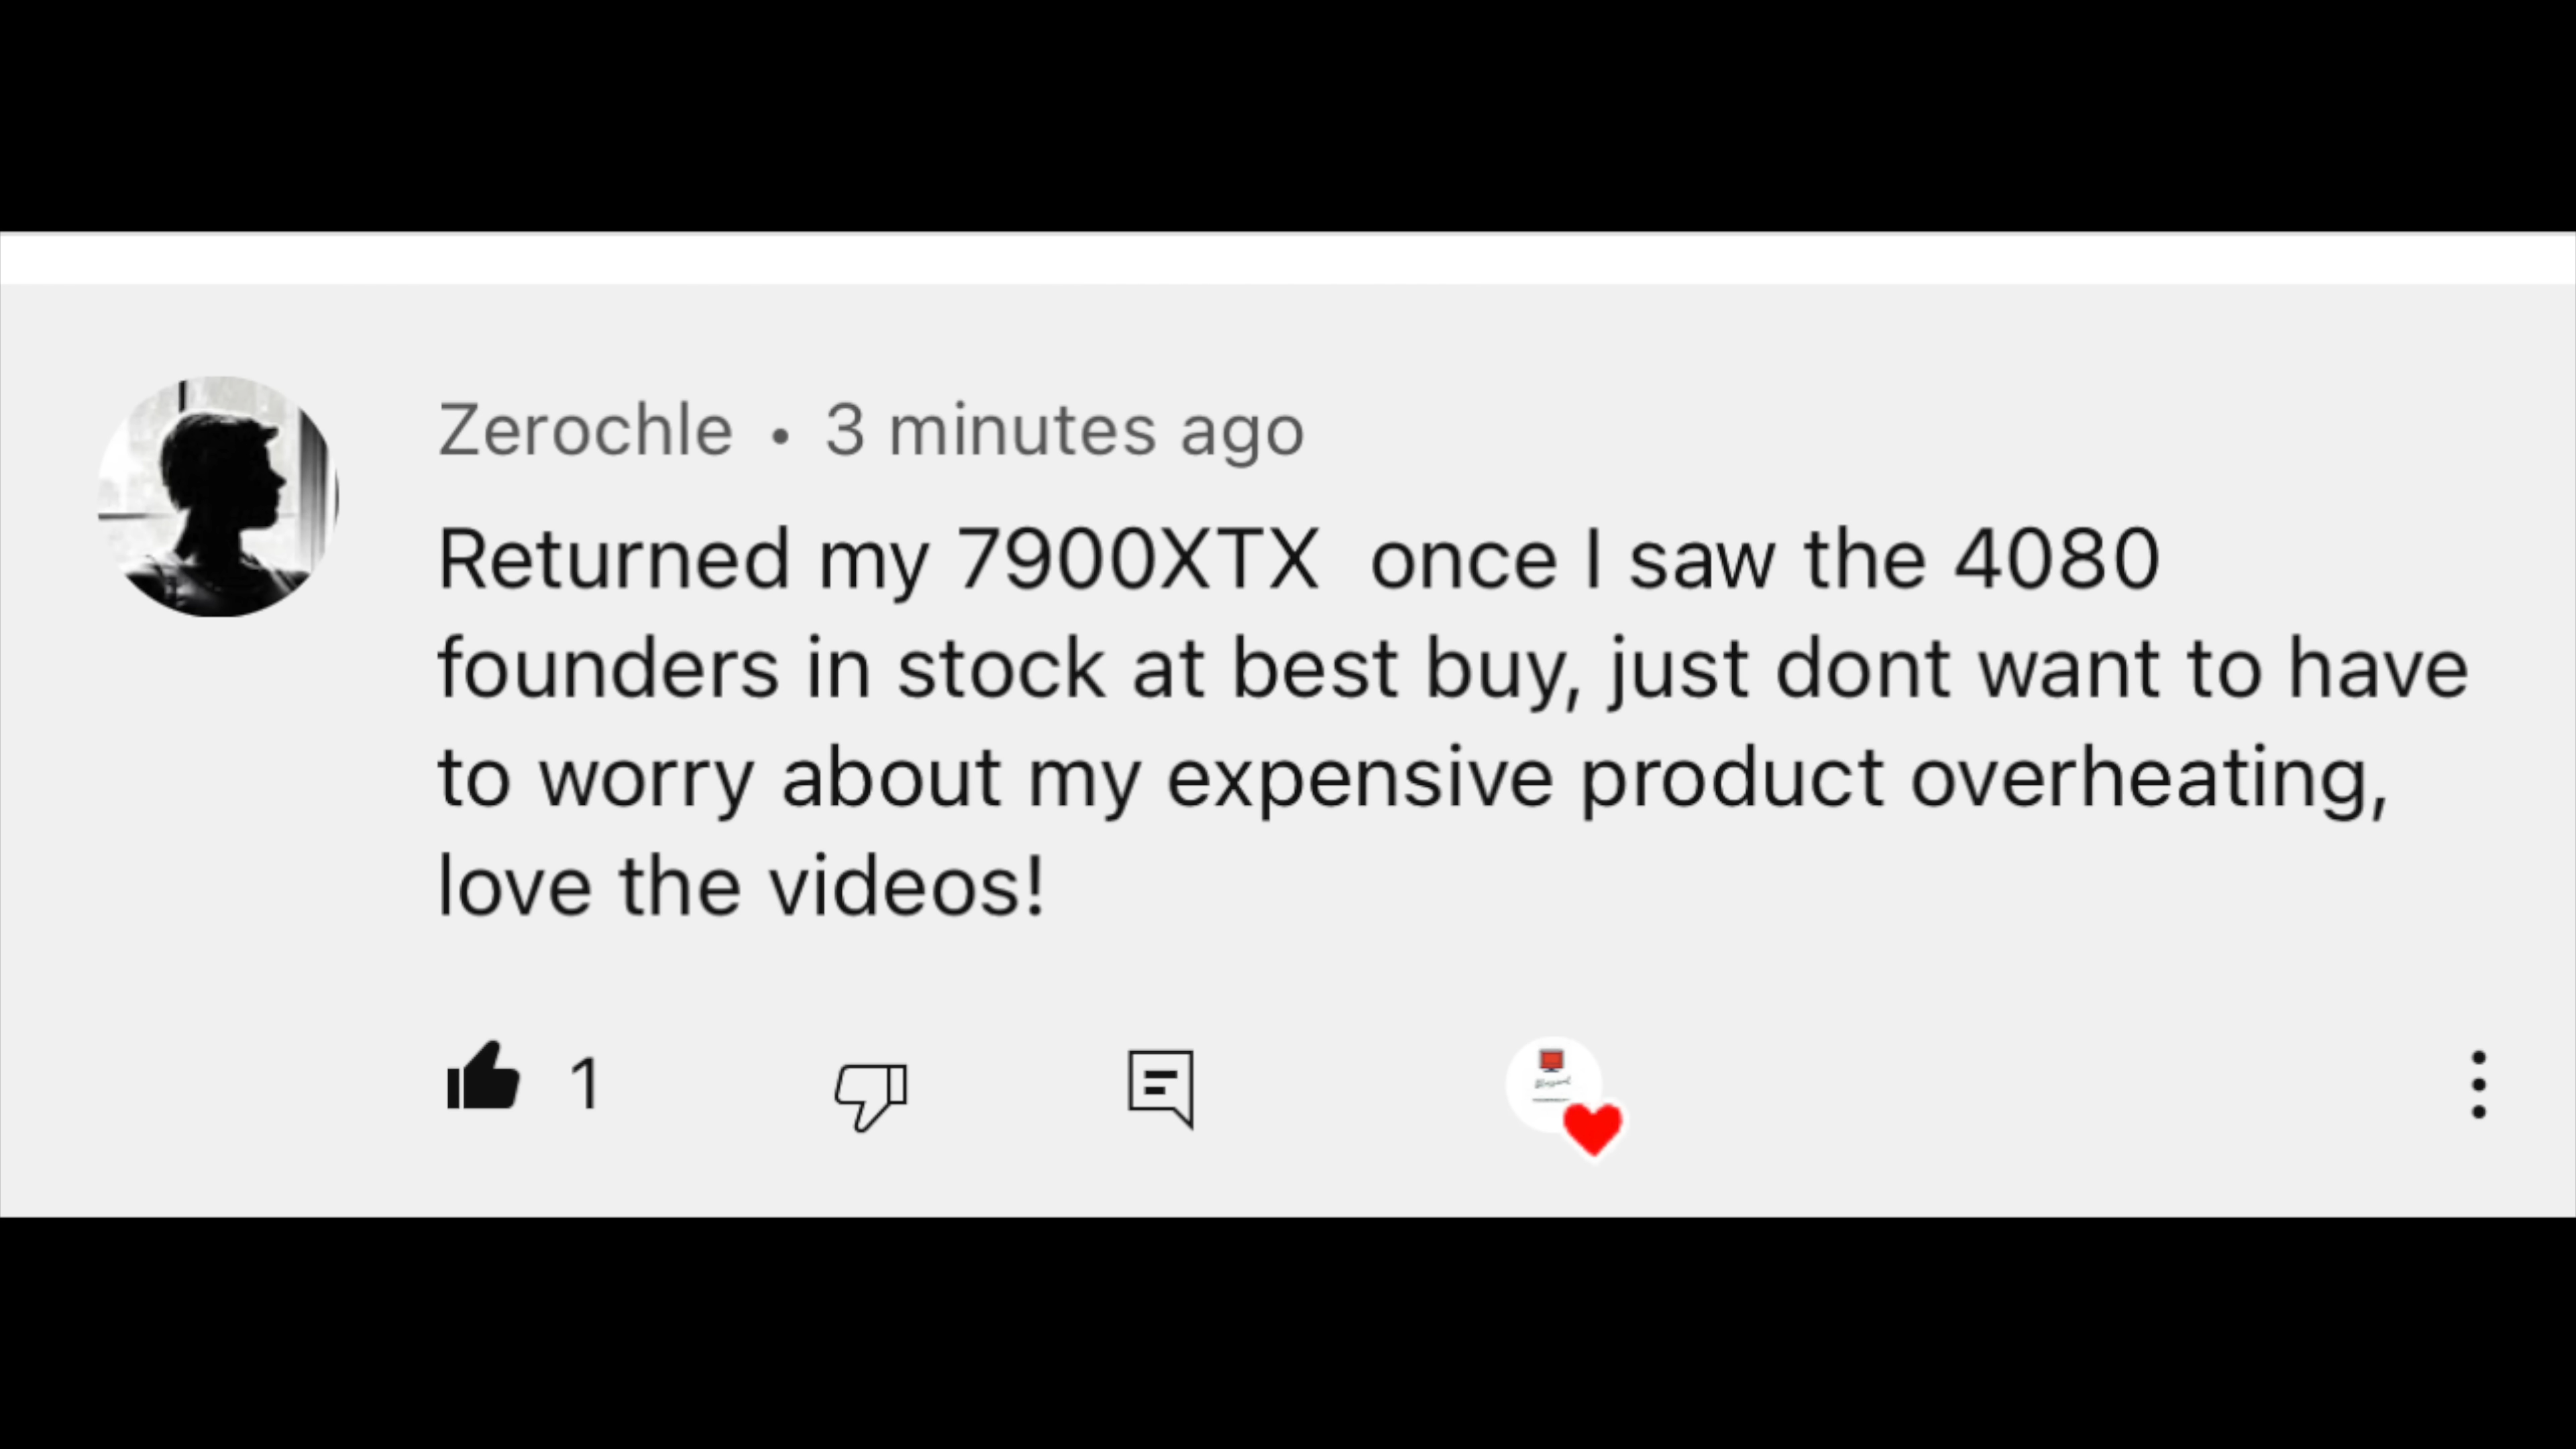 Zerochle • 3 minutes ago
Returned my 7900XTX  once I saw the 4080
founders in stock at best buy, just dont want to have
to worry about my expensive product overheating,
love the videos!
1